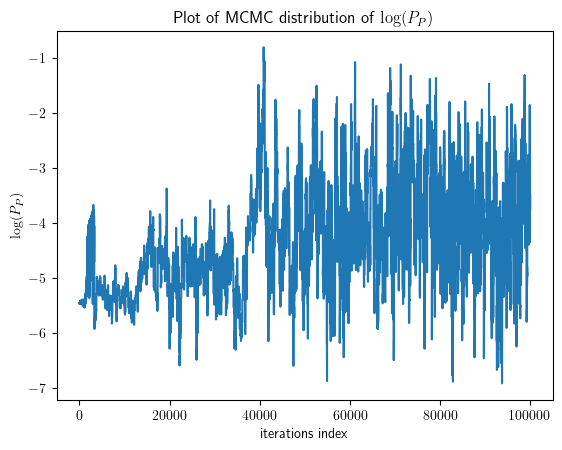 Plot of MCMC distribution of log(P_P)
−1
−2
−3
−4
−5
−6
−7
log(P_P)
0 20000 40000 60000 80000 100000
iterations index